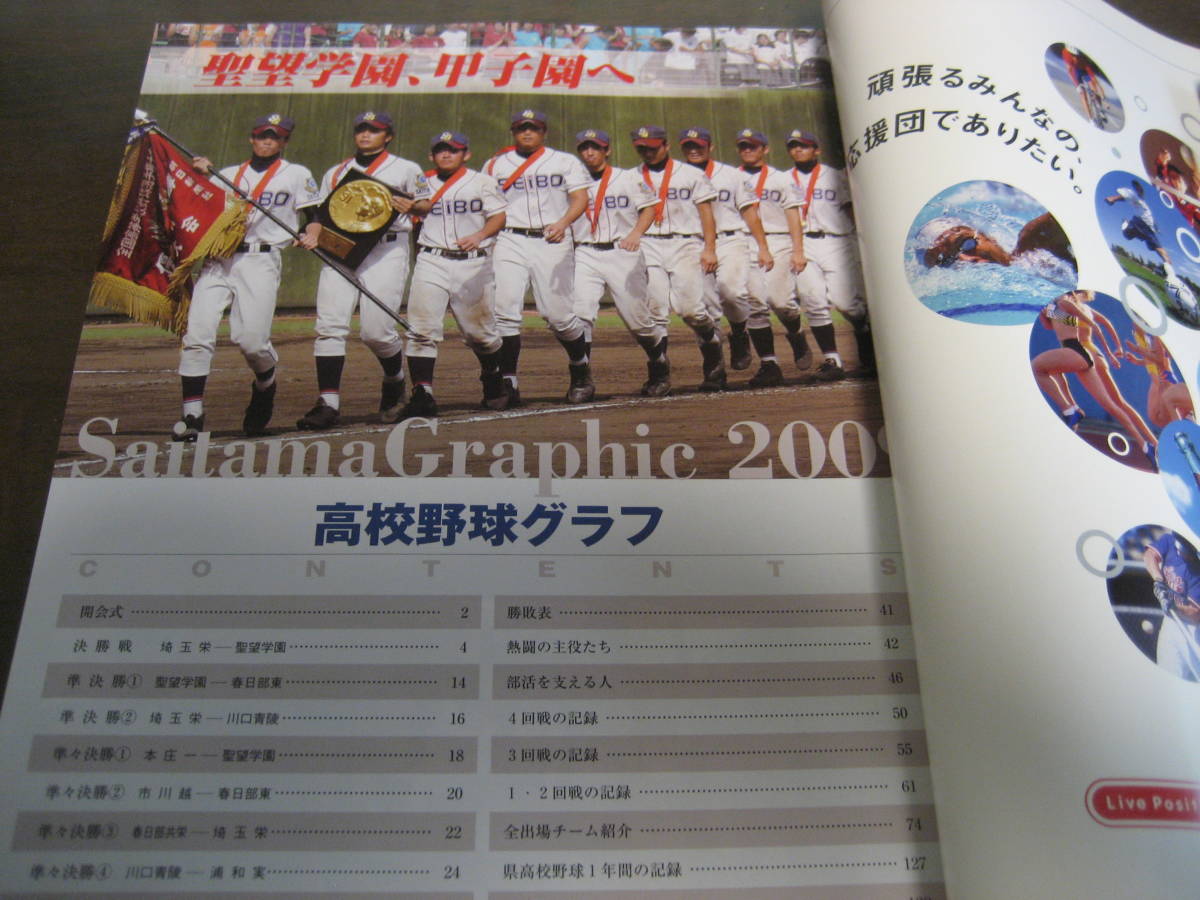 聖望学園、甲子園へ
SEIBO
SEIBO
SEIBO
SaitamaGraphic 2009
高校野球グラフ
CONTENTS
開会式 2
決勝戦 埼玉栄―聖望学園 4
準決勝① 聖望学園―春日部東 14
準決勝② 埼玉栄―川口青陵 16
準々決勝① 本庄一―聖望学園 18
準々決勝② 市川越―春日部東 20
準々決勝③ 春日部共栄―埼玉栄 22
準々決勝④ 川口青陵―浦和実 24
勝敗表 41
熱闘の主役たち 42
部活を支える人 46
4回戦の記録 50
3回戦の記録 55
1・2回戦の記録 61
全出場チーム紹介 74
県高校野球1年間の記録 127
頑張るみんなの、
応援団でありたい。
Live Posit